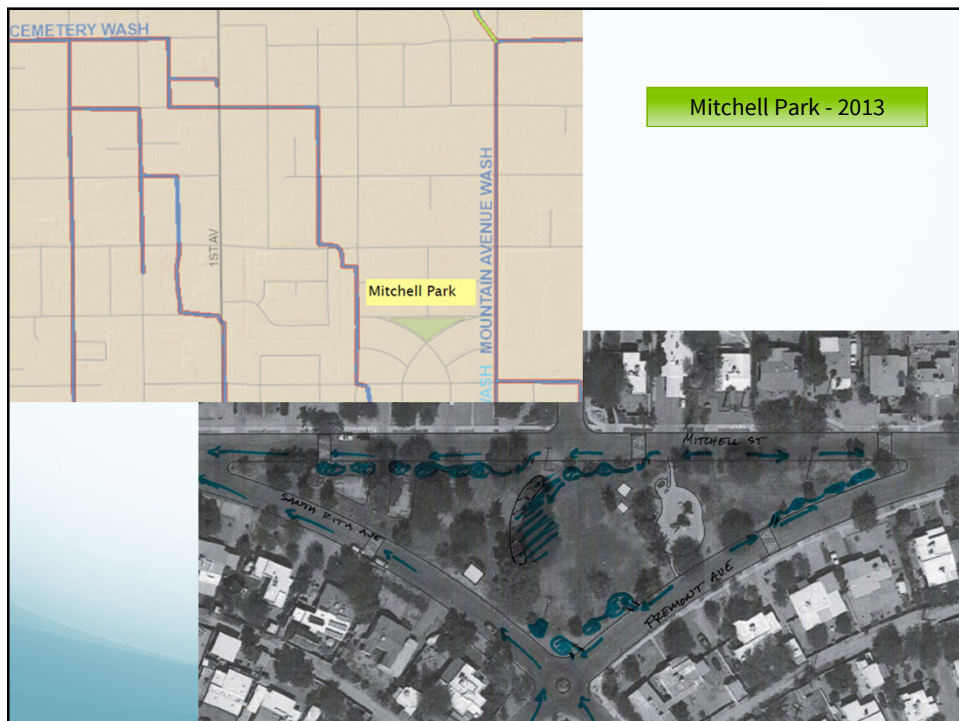 CEMETERY WASH
Mitchell Park - 2013
1ST AV
MOUNTAIN AVENUE WASH
Mitchell Park
WASH
MITCHELL ST
SANTA RITA AVE
FREMONT AVE